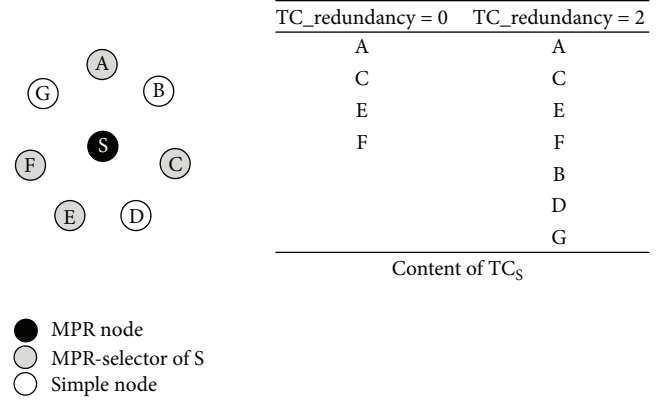 TC_redundancy = 0 TC_redundancy = 2
A A
C C
E E
F F
B
D
G
Content of TCS
A
G B
S
F C
E D
MPR node
MPR-selector of S
Simple node